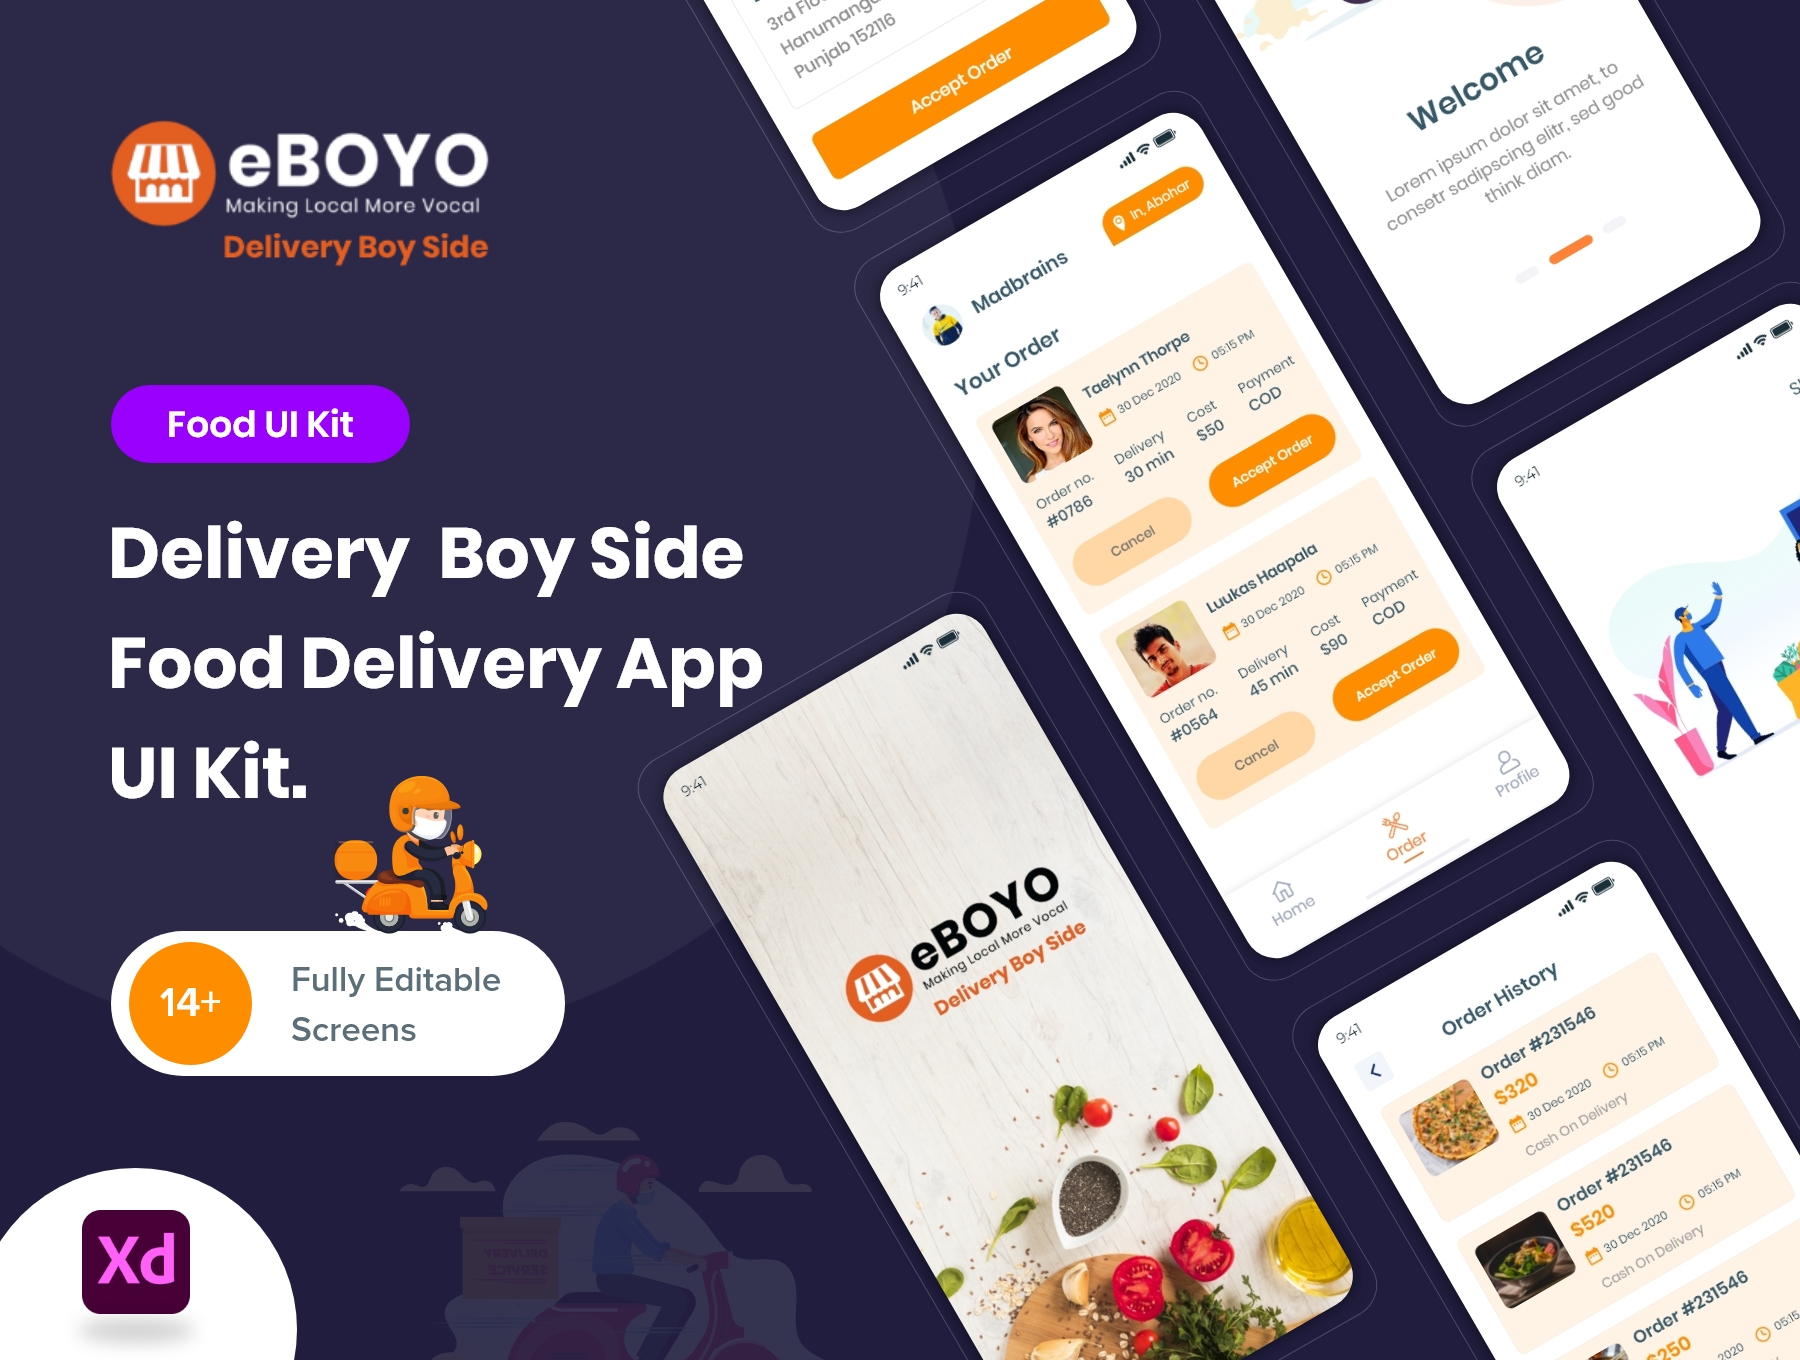 eBOYO
Making Local More Vocal
Delivery Boy Side
Food UI Kit
Delivery Boy Side
Food Delivery App
UI Kit.
14+
Fully Editable
Screens
Xd
DELIVERY
SERVICE
3rd
Punjab 152116
Accept Order
Welcome
Lorem ipsum dolor sit amet, to
consetr sadipscing elitr, sed good
think diam.
9:41
In, Abohar
Madbrains
Your Order
Taelynn Thorpe
30 Dec 2020
05:15 PM
Order no.
#0786
Delivery
30 min
Cost
$50
Payment
COD
Cancel
Accept Order
Luukas Haapala
30 Dec 2020
05:15 PM
Order no.
#0564
Delivery
45 min
Cost
$90
Payment
COD
Cancel
Accept Order
Home
Order
Profile
9:41
eBOYO
Making Local More Vocal
Delivery Boy Side
9:41
9:41
Order History
Order #231546
$320
30 Dec 2020
05:15 PM
Cash On Delivery
Order #231546
$520
30 Dec 2020
05:15 PM
Cash On Delivery
Order #231546
$250
2020